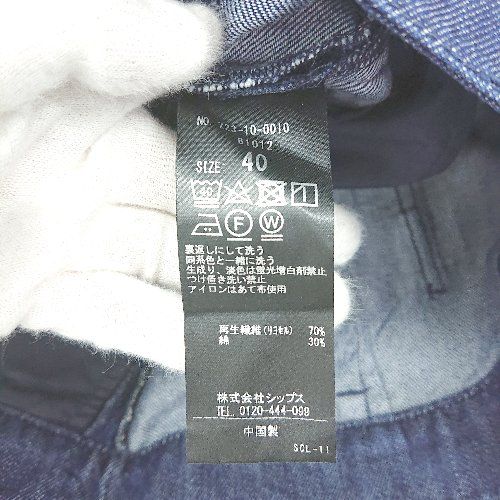 NO. 723-10-0010
B1012
SIZE 40
40
F W
裏返しにして洗う
同系色と一緒に洗う
生成り、淡色は蛍光増白剤禁止
つけ置き洗い禁止
アイロンはあて布使用
再生繊維(リヨセル) 70%
綿 30%
株式会社シップス
TEL. 0120-444-099
中国製
SOL-11